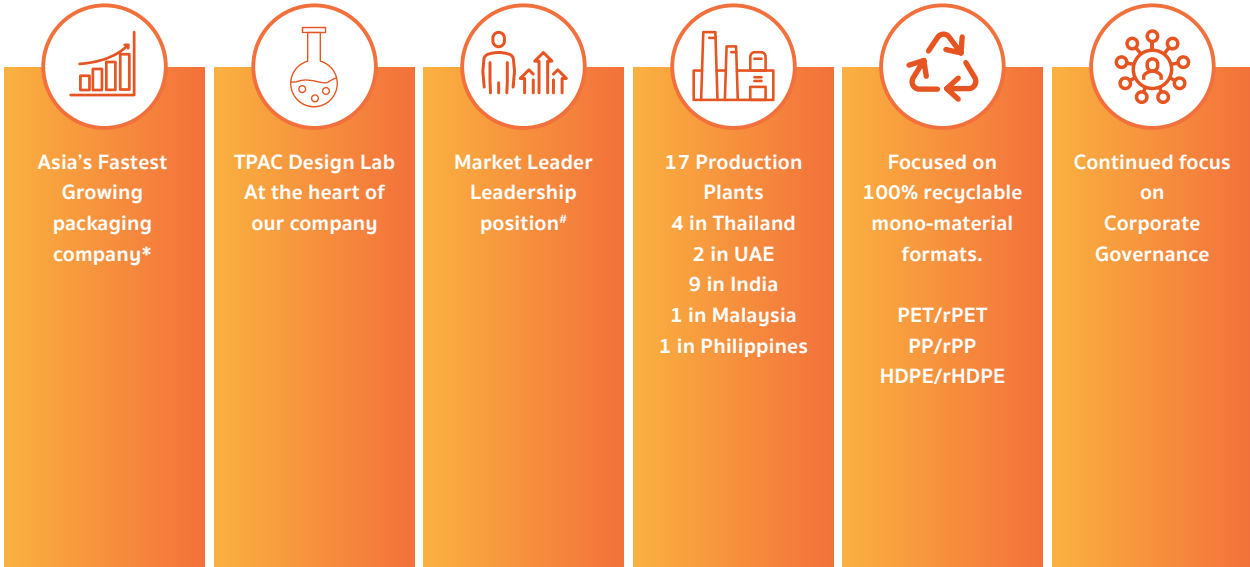 Asia's Fastest
Growing
packaging
company*
TPAC Design Lab
At the heart of
our company
Market Leader
Leadership
position#
17 Production
Plants
4 in Thailand
2 in UAE
9 in India
1 in Malaysia
1 in Philippines
Focused on
100% recyclable
mono-material
formats.
PET/rPET
PP/rPP
HDPE/rHDPE
Continued focus
on
Corporate
Governance